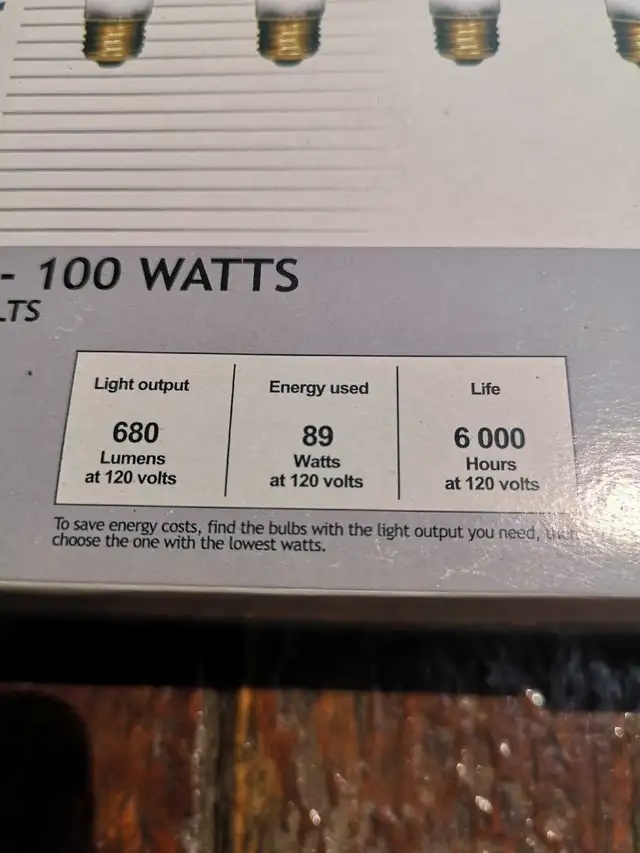 - 100 WATTS
LTS
Light output
680
Lumens
at 120 volts
Energy used
89
Watts
at 120 volts
Life
6 000
Hours
at 120 volts
To save energy costs, find the bulbs with the light output you need, then
choose the one with the lowest watts.